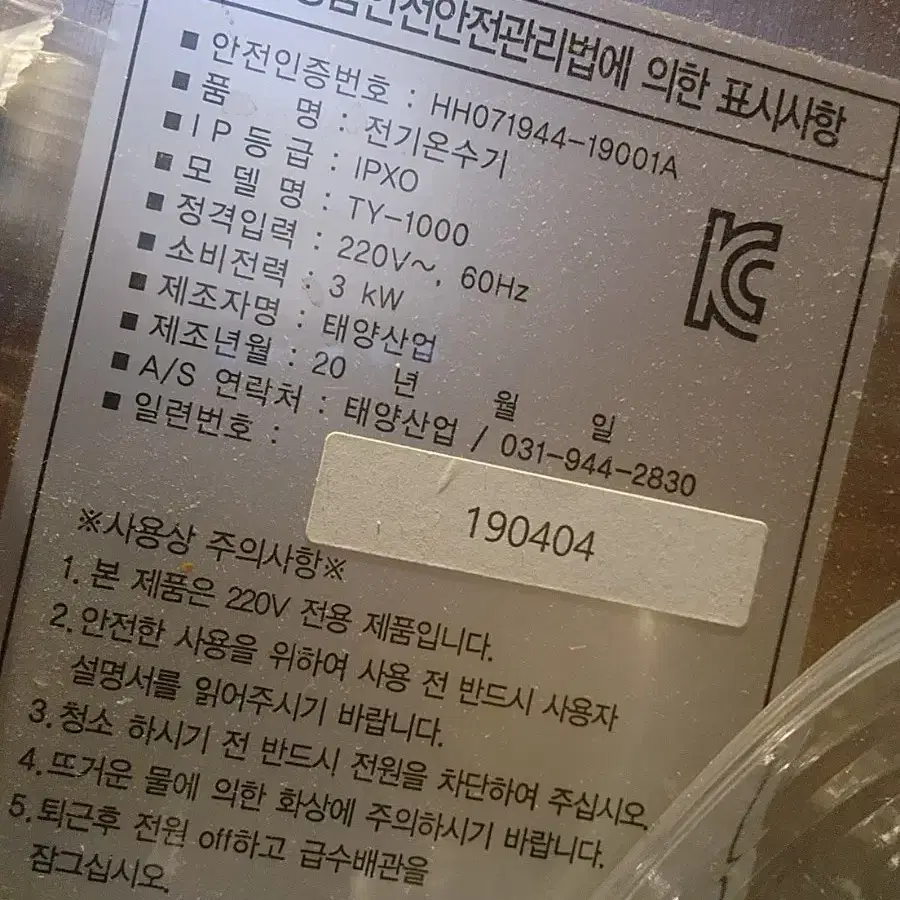 안전관리법에 의한 표시사항
■ 안전인증번호 : HH071944-19001A
■ 품 명 : 전기온수기
■ I P 등 급 : IPX0
■ 모 델 명 : TY-1000
■ 정격입력 : 220V~, 60Hz
■ 소비전력 : 3 kW
■ 제조자명 : 태양산업
■ 제조년월 : 20 년 월 일
■ A/S 연락처 : 태양산업 / 031-944-2830
■ 일련번호 :
190404
※사용상 주의사항※
1. 본 제품은 220V 전용 제품입니다.
2. 안전한 사용을 위하여 사용 전 반드시 사용자
설명서를 읽어주시기 바랍니다.
3. 청소 하시기 전 반드시 전원을 차단하여 주십시오.
4. 뜨거운 물에 의한 화상에 주의하시기 바랍니다.
5. 퇴근후 전원 off하고 급수배관을
잠그십시오.